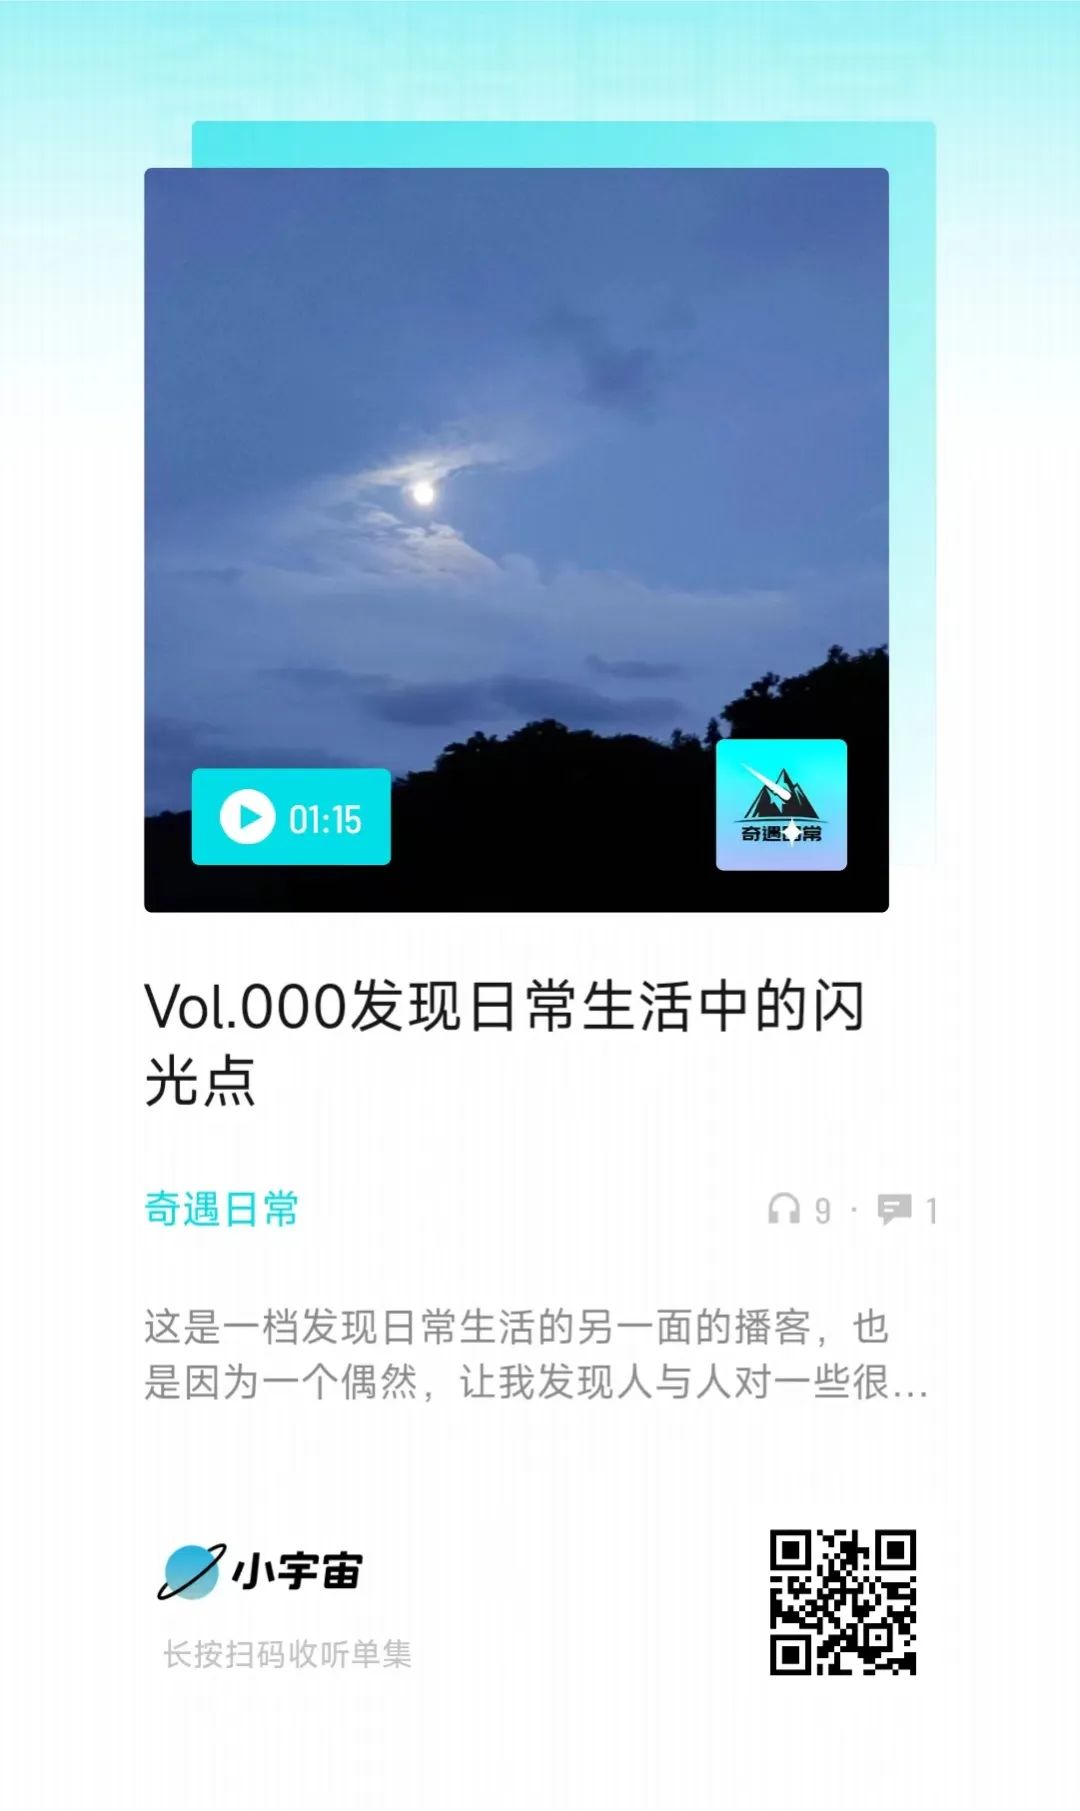 01:15
奇遇日常
Vol.000发现日常生活中的闪
光点
奇遇日常
9 · 1
这是一档发现日常生活的另一面的播客，也
是因为一个偶然，让我发现人与人对一些很...
小宇宙
长按扫码收听单集